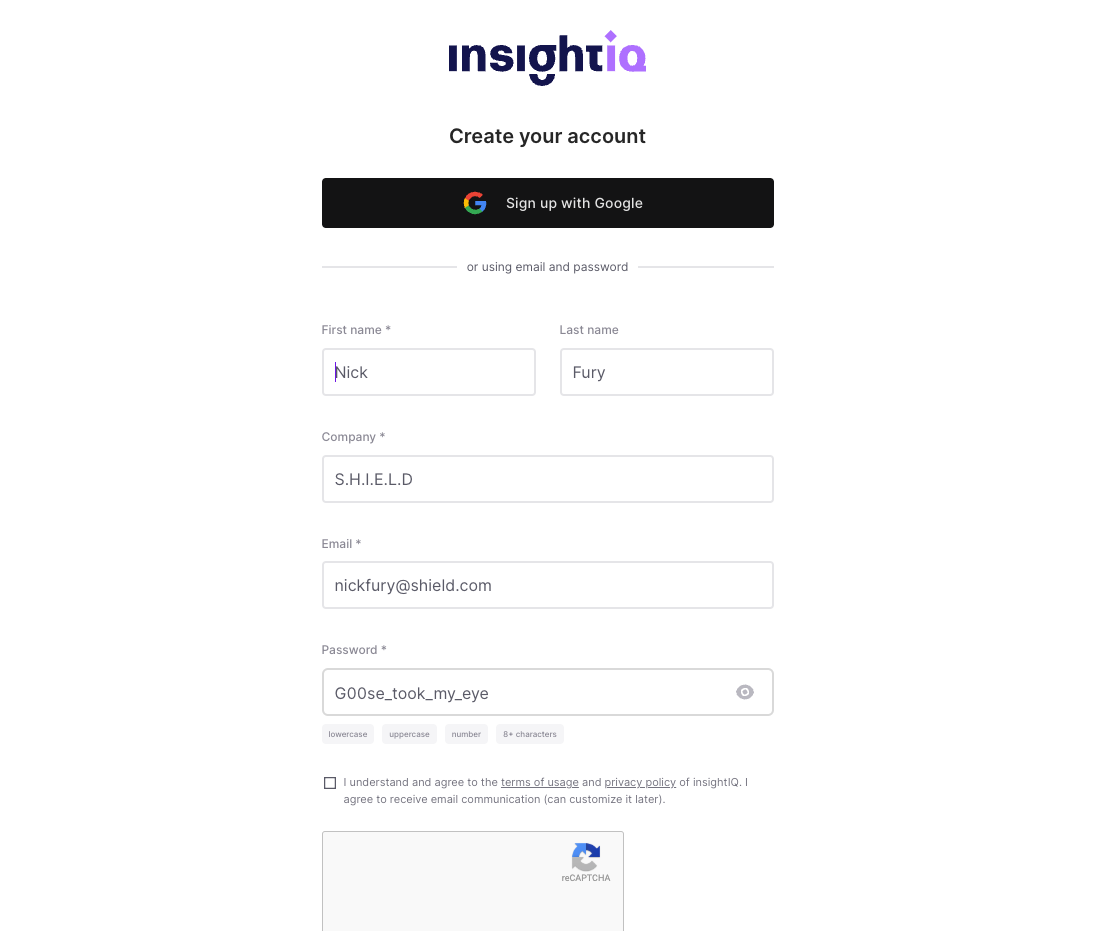 insightiq
Create your account
Sign up with Google
or using email and password
First name * Last name
Nick Fury
Company *
S.H.I.E.L.D
Email *
nickfury@shield.com
Password *
G00se_took_my_eye
lowercase uppercase number 8+ characters
I understand and agree to the terms of usage and privacy policy of insightIQ. I
agree to receive email communication (can customize it later).
reCAPTCHA